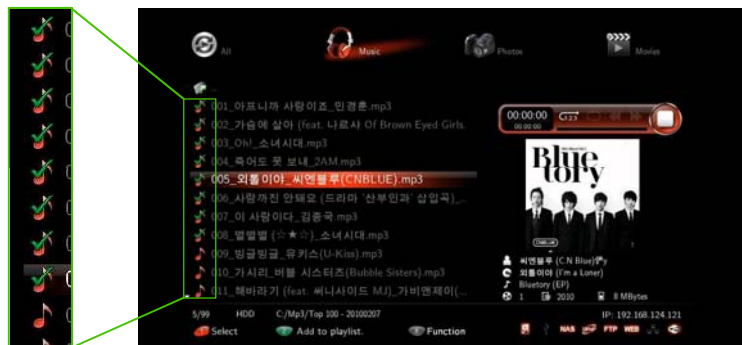 All
Music
Photos
Movies
..
001_아프니까 사랑이죠_민경훈.mp3
002_가슴에 살아 (feat. 나르샤 Of Brown Eyed Girls.
003_Oh!_소녀시대.mp3
004_죽어도 못 보내_2AM.mp3
005_외톨이야_씨엔블루(CNBLUE).mp3
006_사랑까진 안돼요 (드라마 '산부인과' 삽입곡)_...
007_이 사람이다_김종국.mp3
008_별별별 (☆★☆)_소녀시대.mp3
009_빙글빙글_유키스(U-Kiss).mp3
010_가시리_버블 시스터즈(Bubble Sisters).mp3
011_해바라기 (feat. 써니사이드 MJ)_가비앤제이(...
00:00:00
00:00:00
123
Blue
tory
CNBLUE
씨엔블루 (C.N Blue)
외톨이야 (I'm a Loner)
Bluetory (EP)
1 2010 8 MBytes
5/99 HDD C:/Mp3/Top 100 - 20100207 IP: 192.168.124.121
Select Add to playlist. Function
NAS FTP WEB